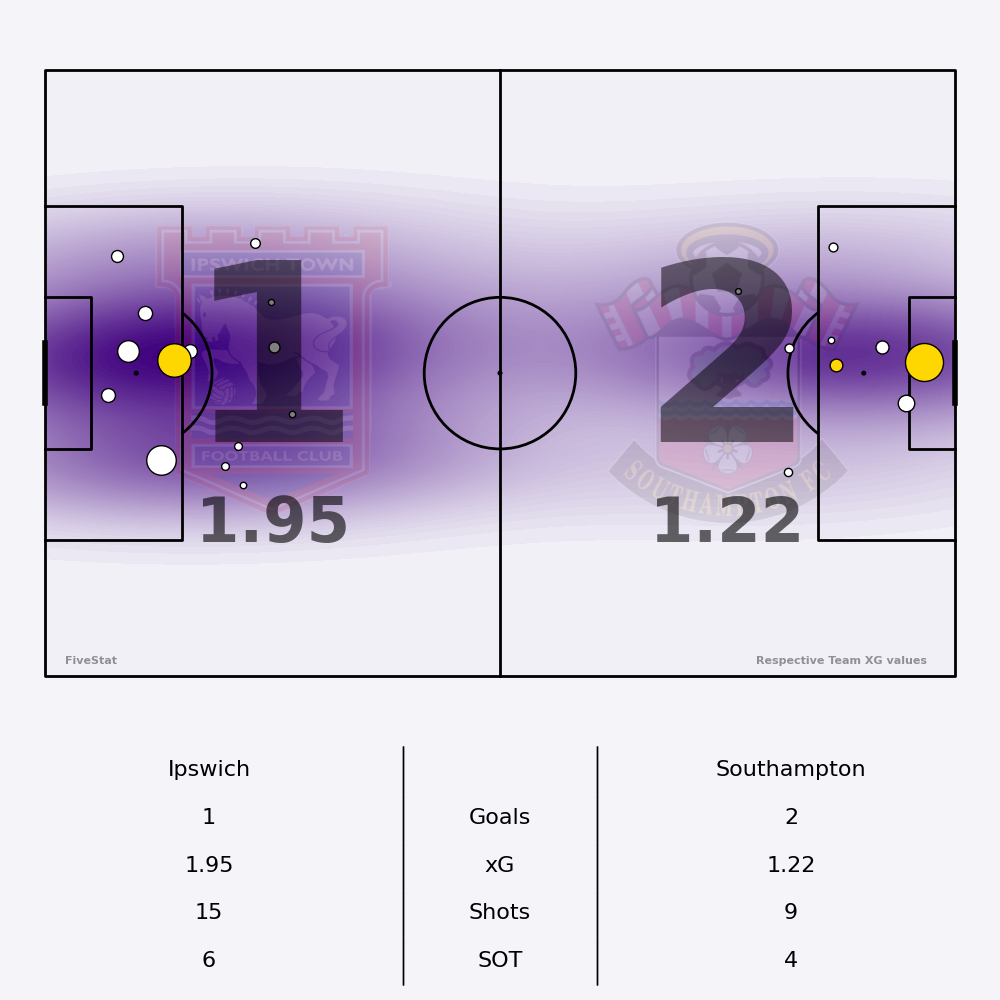 IPSWICH TOWN
FOOTBALL CLUB
1
2
SOUTHAMPTON FC
1.95
1.22
FiveStat
Respective Team XG values
Ipswich Southampton
1 Goals 2
1.95 xG 1.22
15 Shots 9
6 SOT 4